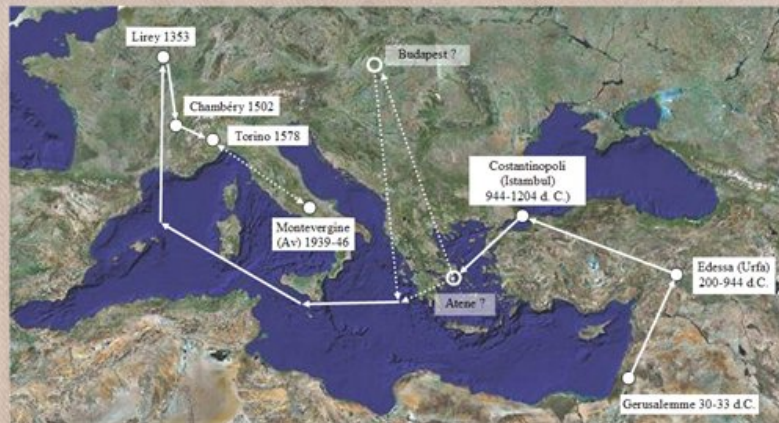 Lirey 1353
Budapest ?
Chambéry 1502
Torino 1578
Costantinopoli
(Istambul)
944-1204 d. C.)
Montevergine
(Av) 1939-46
Edessa (Urfa)
200-944 d.C.
Atene ?
Gerusalemme 30-33 d.C.